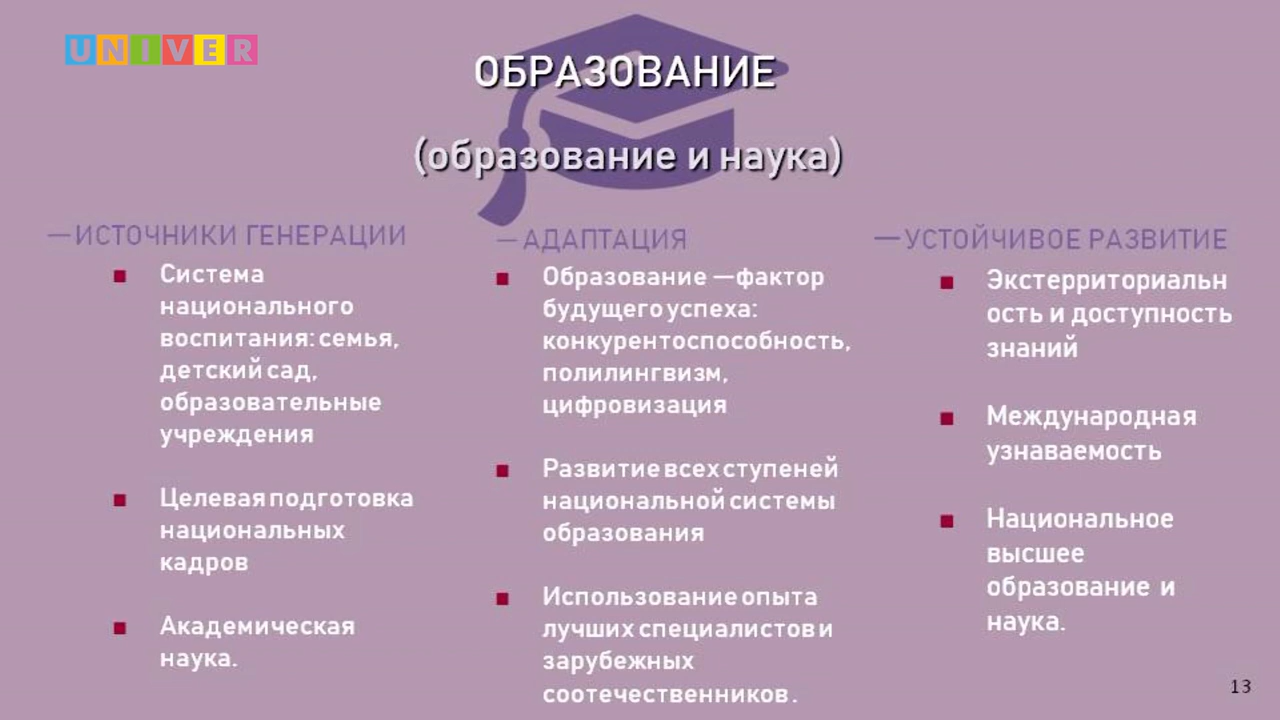 UNIVER
ОБРАЗОВАНИЕ
(образование и наука)
—ИСТОЧНИКИ ГЕНЕРАЦИИ
■ Система
национального
воспитания: семья,
детский сад,
образовательные
учреждения
■ Целевая подготовка
национальных
кадров
■ Академическая
наука.
—АДАПТАЦИЯ
■ Образование —фактор
будущего успеха:
конкурентоспособность,
полилингвизм,
цифровизация
■ Развитие всех ступеней
национальной системы
образования
■ Использование опыта
лучших специалистов и
зарубежных
соотечественников.
—УСТОЙЧИВОЕ РАЗВИТИЕ
■ Экстерриториальн
ость и доступность
знаний
■ Международная
узнаваемость
■ Национальное
высшее
образование и
наука.
13